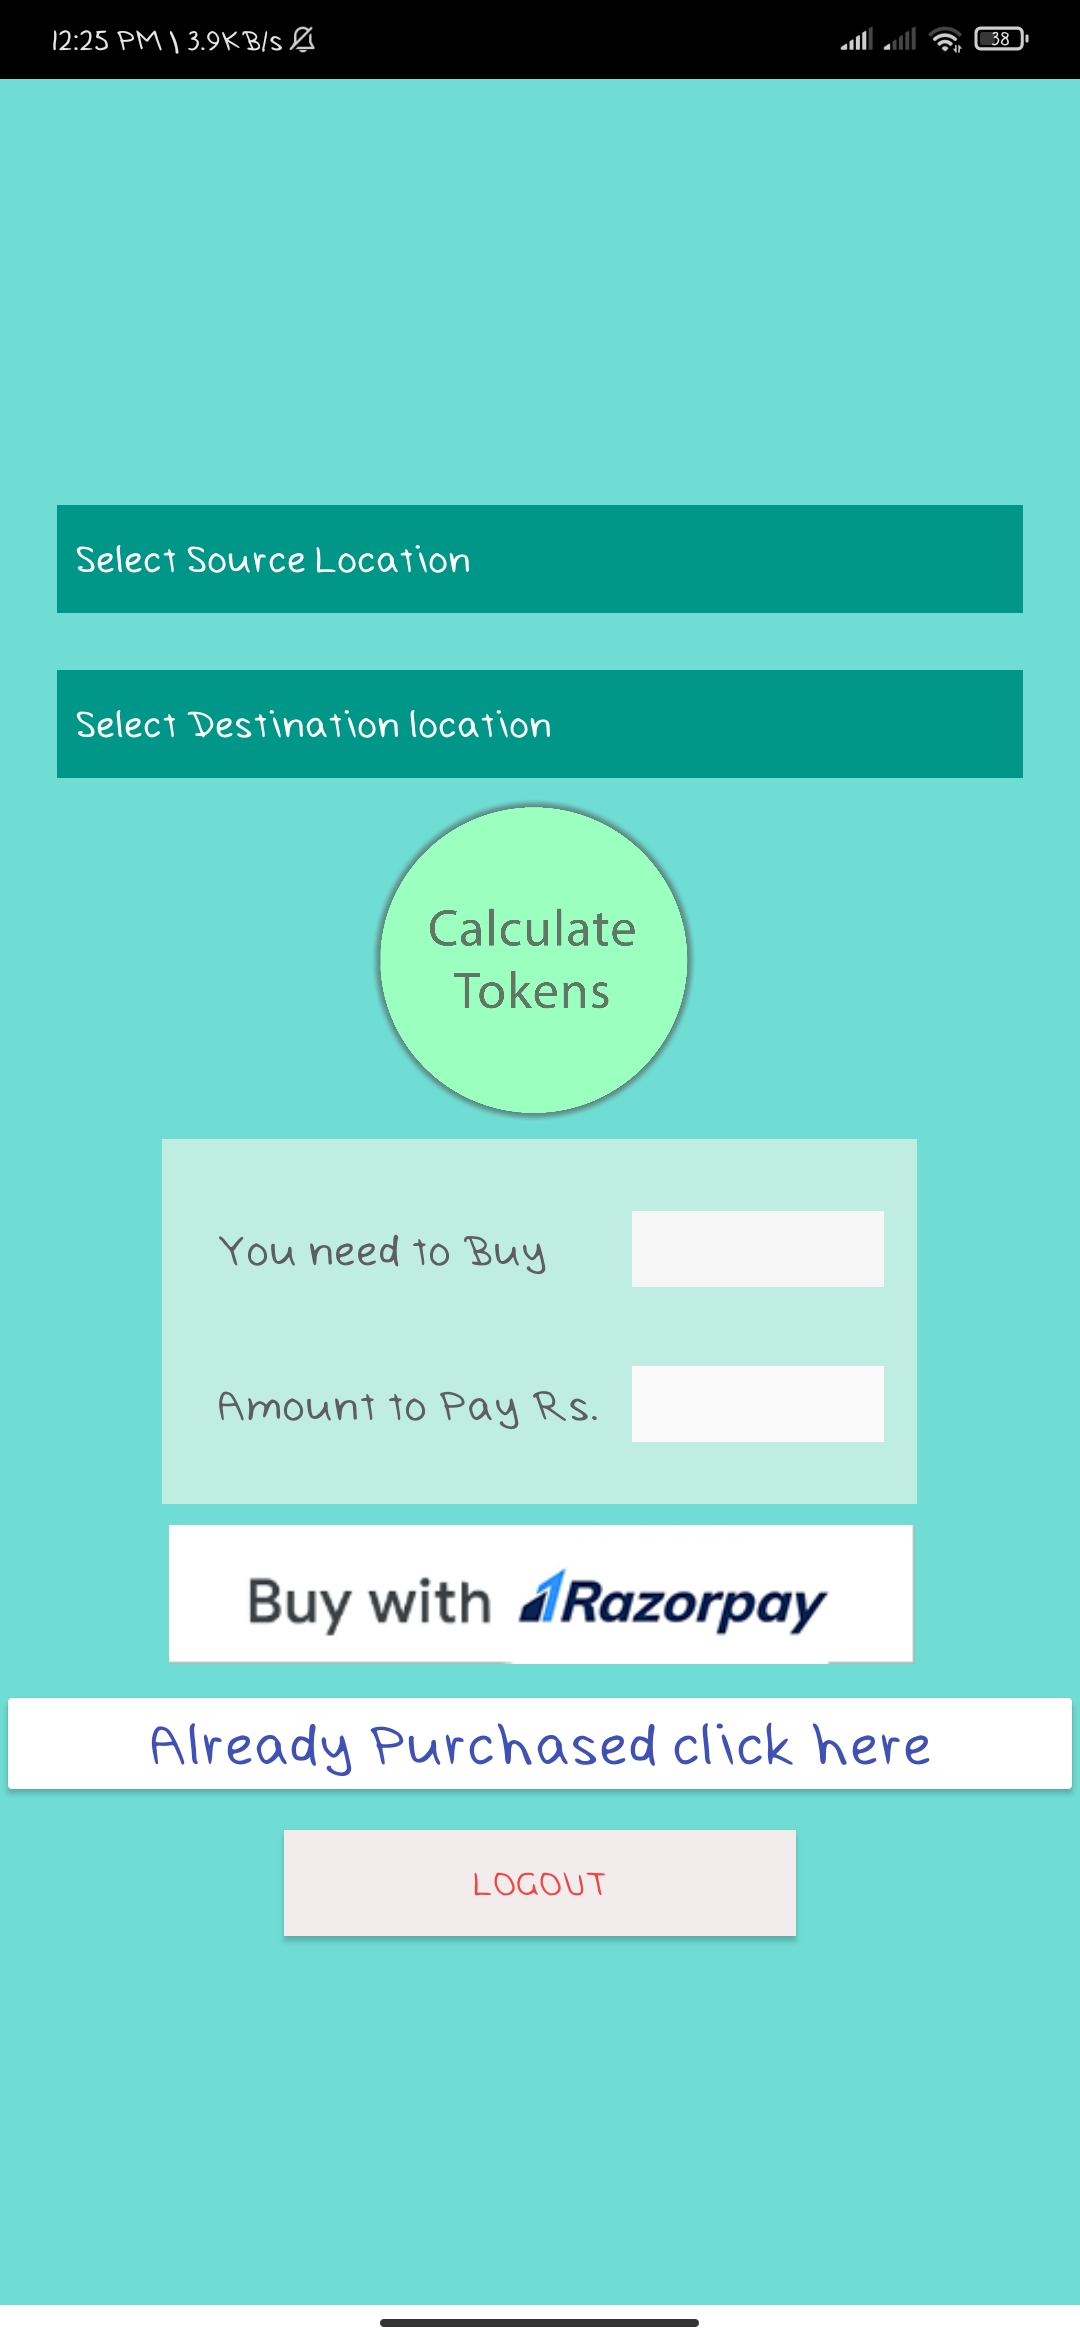 12:25 PM | 3.9KB/s 38
Select Source Location
Select Destination location
Calculate
Tokens
You need to Buy
Amount to Pay Rs.
Buy with Razorpay
Already Purchased click here
LOGOUT